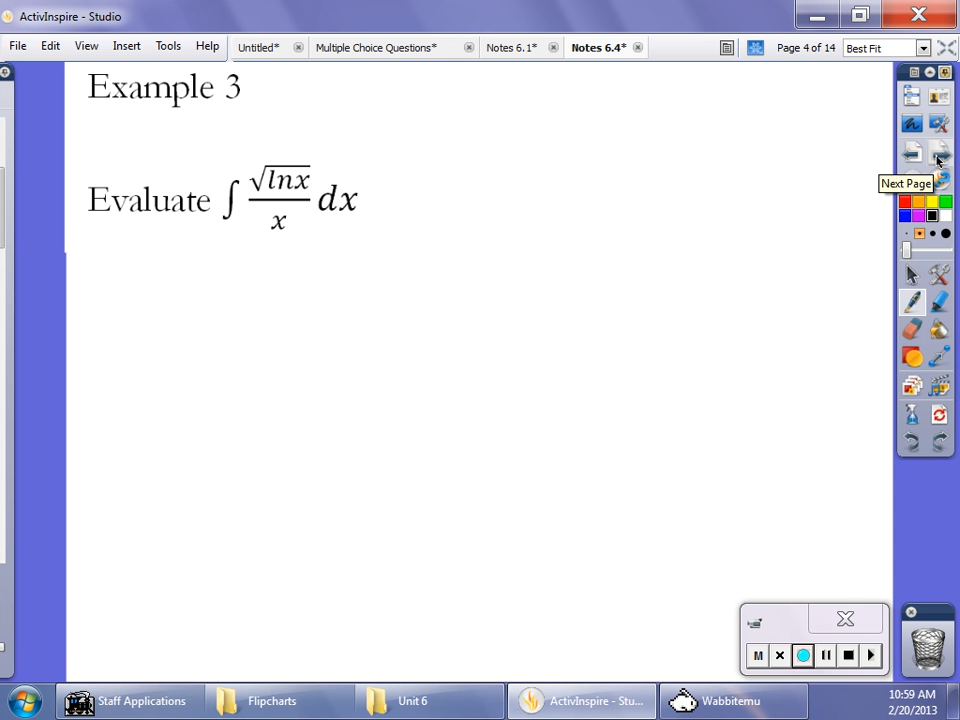 ActivInspire - Studio
File Edit View Insert Tools Help
Untitled* Multiple Choice Questions* Notes 6.1* Notes 6.4*
Page 4 of 14 Best Fit
Example 3
Evaluate ∫ √lnx / x dx
Next Page
M
Staff Applications Flipcharts Unit 6 ActivInspire - Stu... Wabbitemu
10:59 AM
2/20/2013